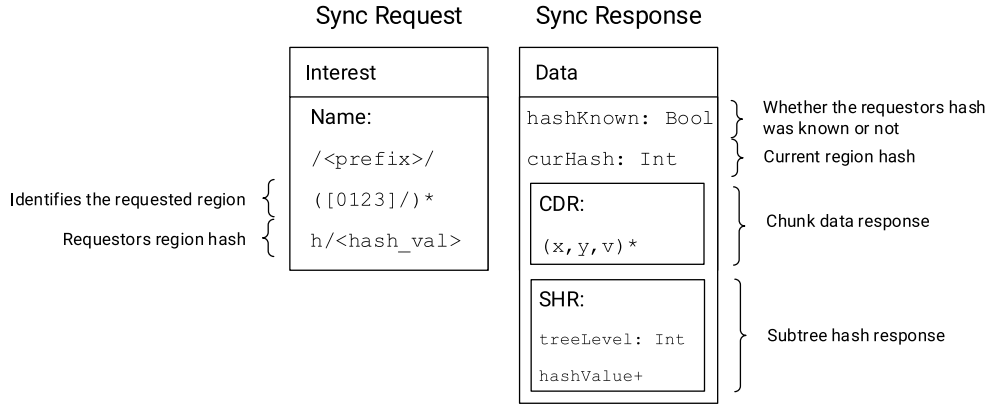 Sync Request
Sync Response
Interest
Name:
/<prefix>/
Identifies the requested region
([0123]/)*
Requestors region hash
h/<hash_val>
Data
hashKnown: Bool
Whether the requestors hash
was known or not
curHash: Int
Current region hash
CDR:
(x,y,v)*
Chunk data response
SHR:
treeLevel: Int
hashValue+
Subtree hash response